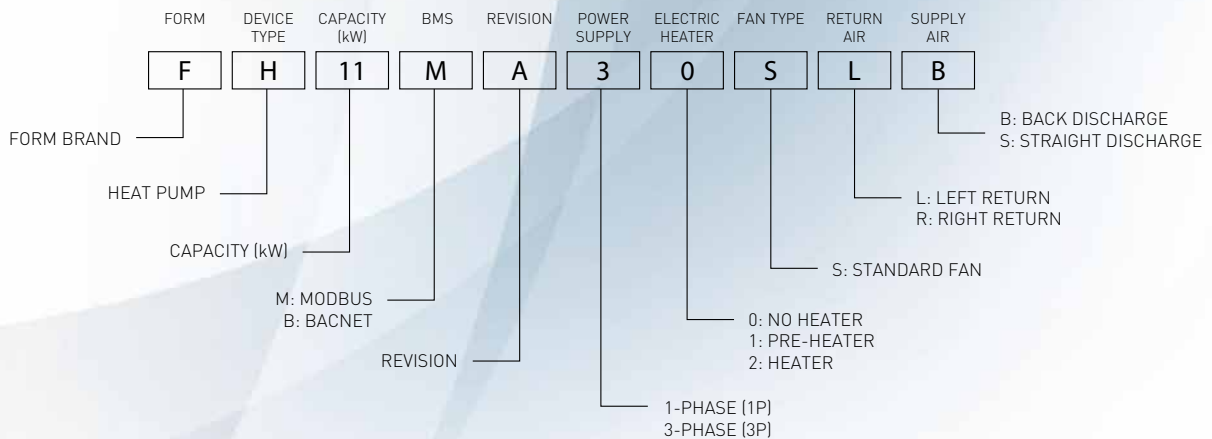 FORM
DEVICE
TYPE
CAPACITY
(kW)
BMS
REVISION
POWER
SUPPLY
ELECTRIC
HEATER
FAN TYPE
RETURN
AIR
SUPPLY
AIR
F
H
11
M
A
3
0
S
L
B
FORM BRAND
HEAT PUMP
CAPACITY (kW)
M: MODBUS
B: BACNET
REVISION
1-PHASE (1P)
3-PHASE (3P)
0: NO HEATER
1: PRE-HEATER
2: HEATER
S: STANDARD FAN
L: LEFT RETURN
R: RIGHT RETURN
B: BACK DISCHARGE
S: STRAIGHT DISCHARGE